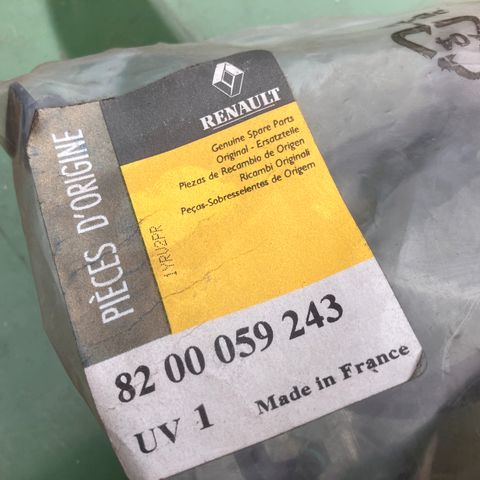 RENAULT
Genuine Spare Parts
Original - Ersatzteile
Piezas de Recambio de Origen
Ricambi Originali
Peças-Sobresselentes de Origem
PIÈCES D'ORIGINE
1YRU2PR
82 00 059 243
UV 1 Made in France